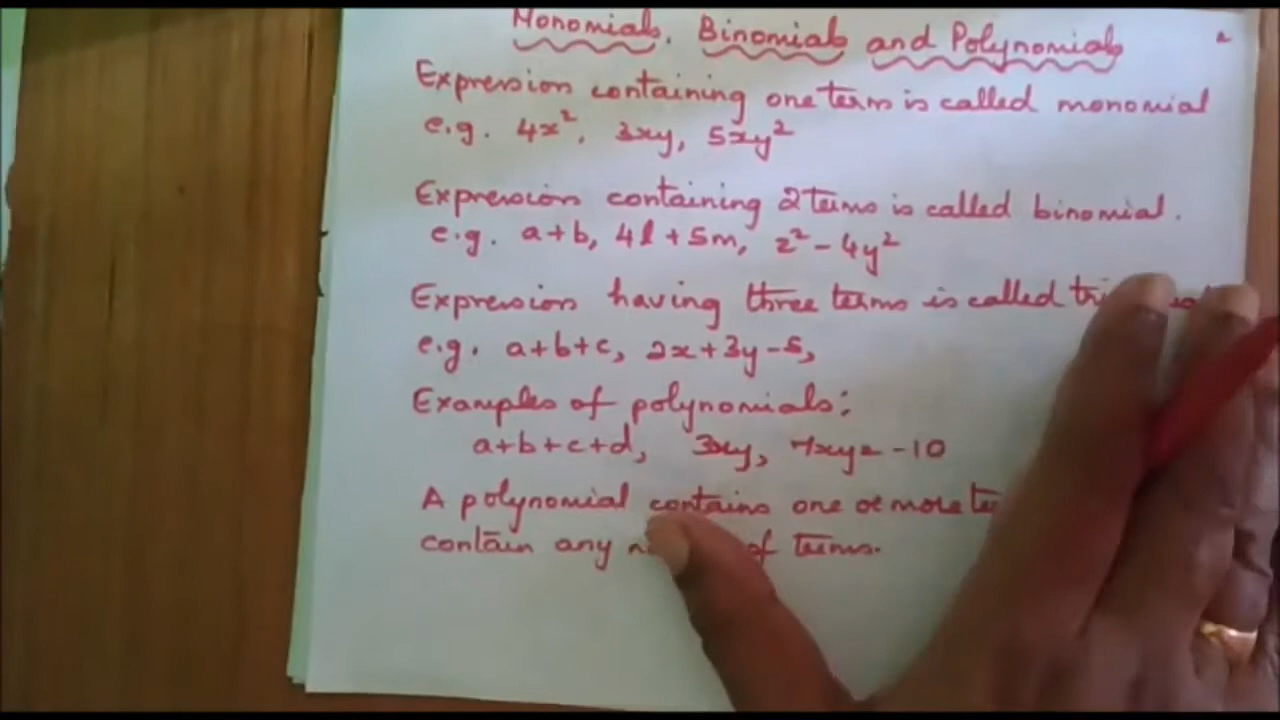 Monomials, Binomials and Polynomials
Expression containing one term is called monomial
e.g. 4x², 3xy, 5xy²
Expression containing 2 terms is called binomial.
e.g. a+b, 4l+5m, z²-4y²
Expression having three terms is called
e.g. a+b+c, 2x+3y-5,
Examples of polynomials:
a+b+c+d, 3xy, 7xyz-10
A polynomial contains one or more
contain any of terms.